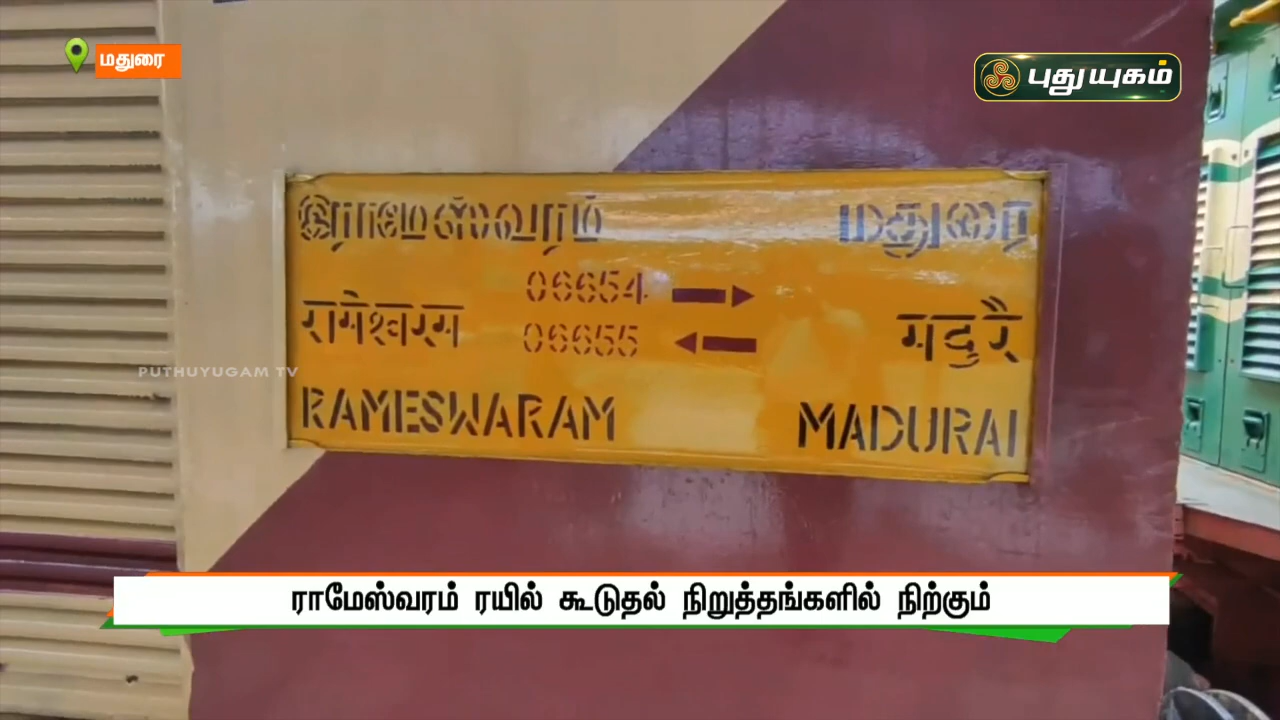 மதுரை
புதுயுகம்
இராமேஸ்வரம் மதுரை
06654
रामेश्वरम मदुरै
06655
RAMESWARAM MADURAI
PUTHUYUGAM TV
ராமேஸ்வரம் ரயில் கூடுதல் நிறுத்தங்களில் நிற்கும்